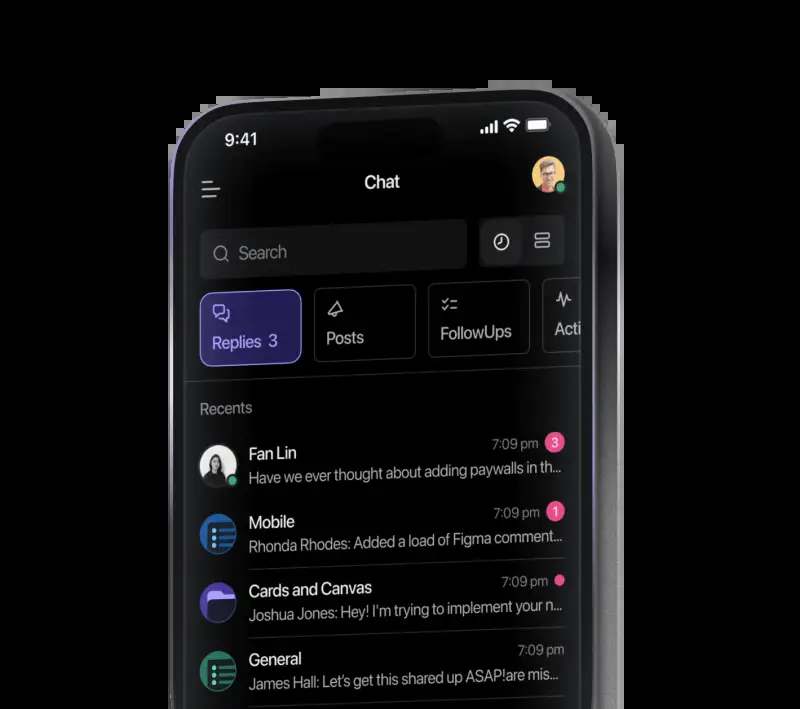 9:41
Chat
Search
Replies 3
Posts
FollowUps
Acti
Recents
Fan Lin
7:09 pm
3
Have we ever thought about adding paywalls in th...
Mobile
7:09 pm
1
Rhonda Rhodes: Added a load of Figma comment...
Cards and Canvas
7:09 pm
Joshua Jones: Hey! I'm trying to implement your n...
General
7:09 pm
James Hall: Let's get this shared up ASAP!are mis...